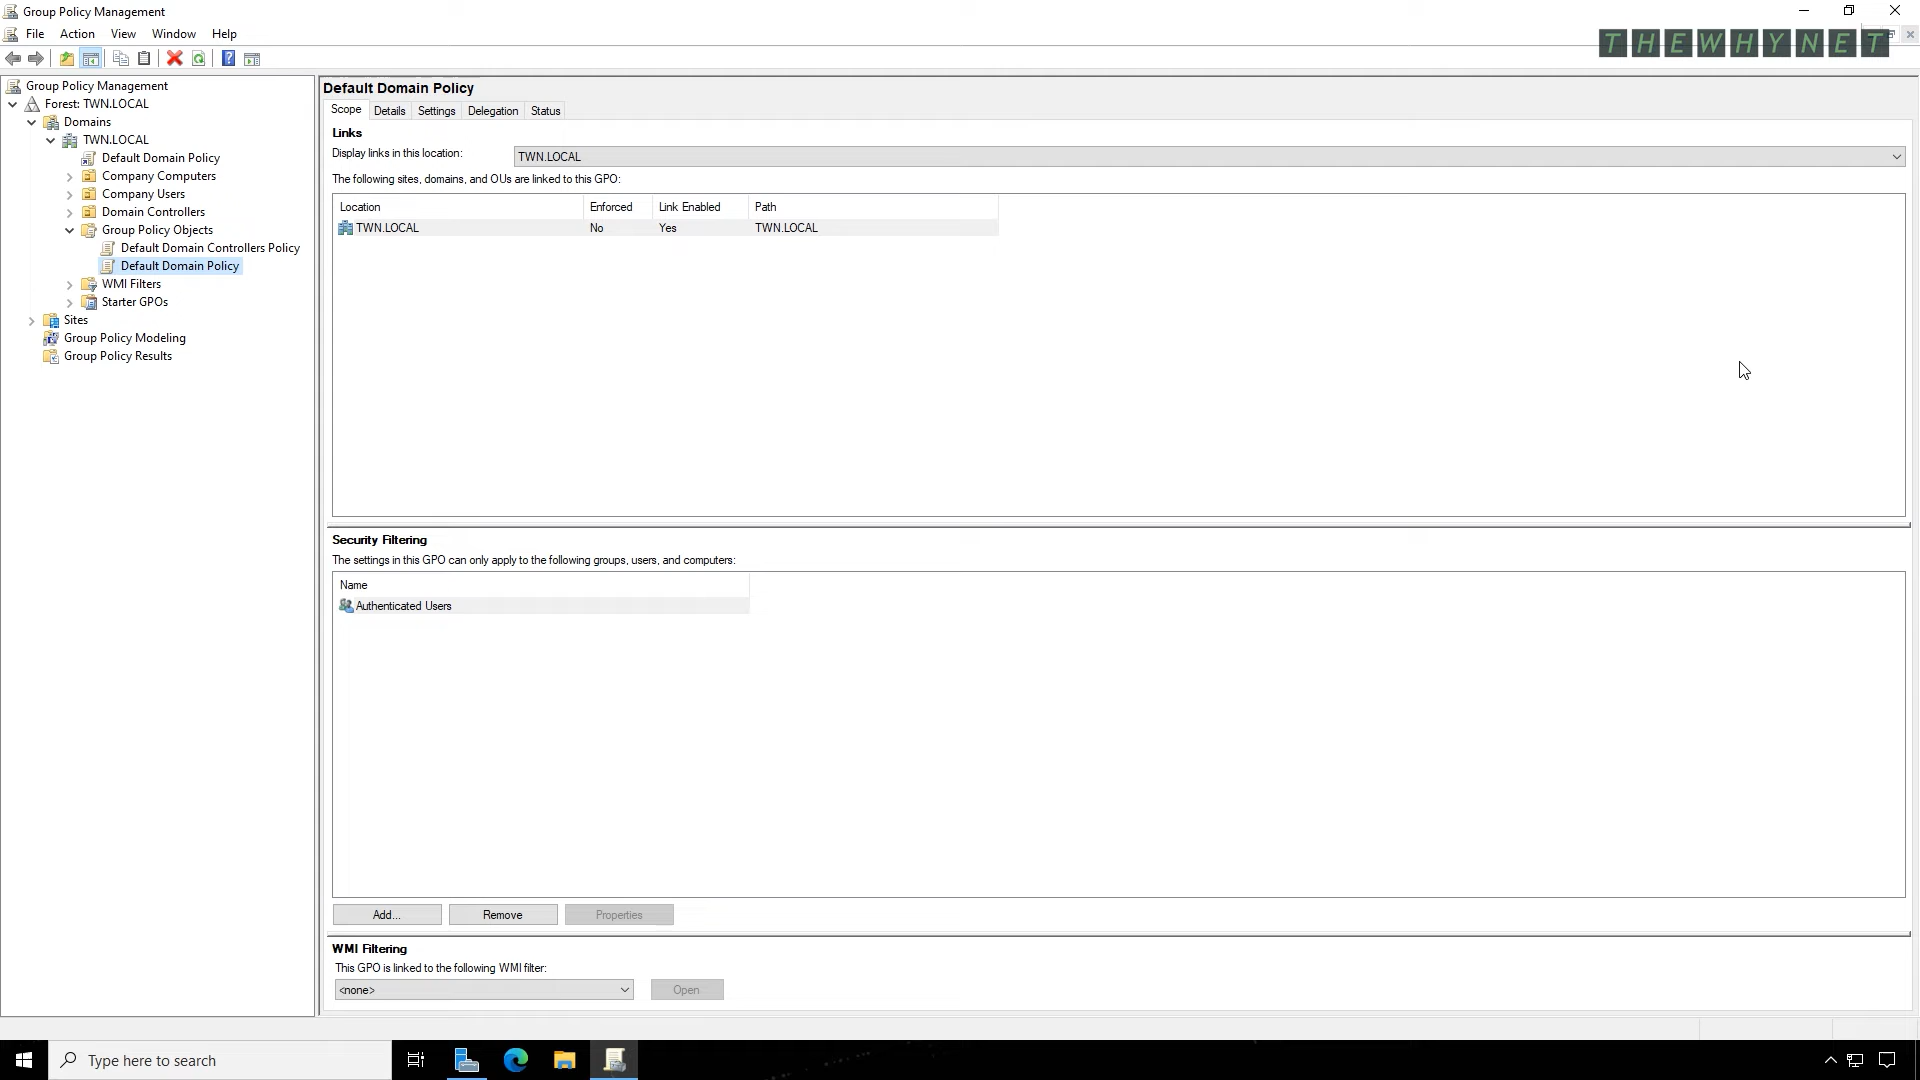 Group Policy Management
File Action View Window Help
THEWHYNET
Group Policy Management
Forest: TWN.LOCAL
Domains
TWN.LOCAL
Default Domain Policy
Company Computers
Company Users
Domain Controllers
Group Policy Objects
Default Domain Controllers Policy
Default Domain Policy
WMI Filters
Starter GPOs
Sites
Group Policy Modeling
Group Policy Results
Default Domain Policy
Scope Details Settings Delegation Status
Links
Display links in this location: TWN.LOCAL
The following sites, domains, and OUs are linked to this GPO:
Location Enforced Link Enabled Path
TWN.LOCAL No Yes TWN.LOCAL
Security Filtering
The settings in this GPO can only apply to the following groups, users, and computers:
Name
Authenticated Users
Add... Remove Properties
WMI Filtering
This GPO is linked to the following WMI filter:
<none> Open
Type here to search